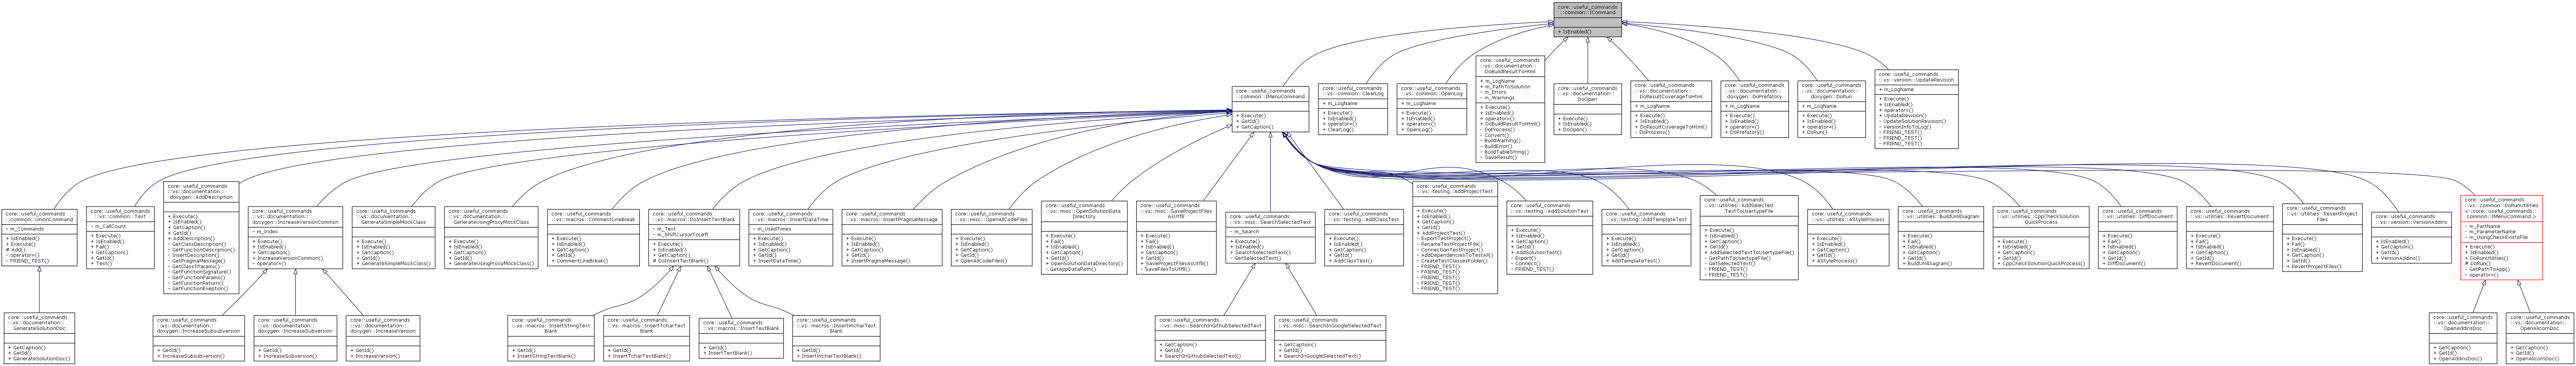 core::useful_commands
::common::ICommand
+ IsEnabled()
core::useful_commands
::common::IMenuCommand
+ Execute()
+ GetId()
+ GetCaption()
core::useful_commands
::vs::common::ClearLog
+ m_LogName
+ Execute()
+ IsEnabled()
+ operator=()
+ ClearLog()
core::useful_commands
::vs::common::OpenLog
+ m_LogName
+ Execute()
+ IsEnabled()
+ operator=()
+ OpenLog()
core::useful_commands
::vs::documentation::
DoBuildResultToHtml
+ m_LogName
+ m_PathToSolution
- m_Errors
- m_Warnings
+ Execute()
+ IsEnabled()
+ operator=()
+ DoBuildResultToHtml()
- DoProcess()
- Convert()
- BuildWarning()
- BuildError()
- BuildTableString()
- SaveResult()
core::useful_commands
::vs::documentation::
DoOpen
+ Execute()
+ IsEnabled()
+ DoOpen()
core::useful_commands
::vs::documentation::
DoResultCoverageToHtml
+ m_LogName
+ Execute()
+ IsEnabled()
+ DoResultCoverageToHtml()
- DoProcess()
core::useful_commands
::vs::documentation::
doxygen::DoPrefatory
+ m_LogName
+ Execute()
+ IsEnabled()
+ operator=()
+ DoPrefatory()
core::useful_commands
::vs::documentation::
doxygen::DoRun
+ m_LogName
+ Execute()
+ IsEnabled()
+ operator=()
+ DoRun()
core::useful_commands
::vs::version::UpdateRevision
+ m_LogName
+ Execute()
+ IsEnabled()
+ operator=()
+ UpdateRevision()
- UpdateSolutionRevision()
- VersionInfoToLog()
- FRIEND_TEST()
- FRIEND_TEST()
- FRIEND_TEST()
core::useful_commands
::common::UnionCommand
- m_Commands
+ IsEnabled()
+ Execute()
# Add()
- operator=()
- FRIEND_TEST()
core::useful_commands
::vs::common::Test
- m_CallCount
+ Execute()
+ IsEnabled()
+ Fail()
+ GetCaption()
+ GetId()
+ Test()
core::useful_commands
::vs::documentation::
doxygen::AddDescription
+ Execute()
+ IsEnabled()
+ GetCaption()
+ GetId()
+ AddDescription()
- GetClassDescription()
- GetFunctionDescription()
- InsertDescription()
- GetPragmaMessage()
- GetClassTParams()
- GetFunctionSignature()
- GetFunctionParams()
- GetFunctionReturn()
- GetFunctionExeption()
core::useful_commands
::vs::documentation::
doxygen::IncreaseVersionCommon
- m_Index
+ Execute()
+ IsEnabled()
+ GetCaption()
+ IncreaseVersionCommon()
- operator=()
core::useful_commands
::vs::documentation::
GenerateSimpleMockClass
+ Execute()
+ IsEnabled()
+ GetCaption()
+ GetId()
+ GenerateSimpleMockClass()
core::useful_commands
::vs::documentation::
GenerateUsingProxyMockClass
+ Execute()
+ IsEnabled()
+ GetCaption()
+ GetId()
+ GenerateUsingProxyMockClass()
core::useful_commands
::vs::macros::CommentLineBreak
+ Execute()
+ IsEnabled()
+ GetCaption()
+ GetId()
+ CommentLineBreak()
core::useful_commands
::vs::macros::DoInsertTextBlank
- m_Text
- m_ShiftCursorToLeft
+ Execute()
+ IsEnabled()
+ GetCaption()
+ DoInsertTextBlank()
core::useful_commands
::vs::macros::InsertDataTime
- m_UsedTimes
+ Execute()
+ IsEnabled()
+ GetCaption()
+ GetId()
+ InsertDataTime()
core::useful_commands
::vs::macros::InsertPragmaMessage
+ Execute()
+ IsEnabled()
+ GetCaption()
+ GetId()
+ InsertPragmaMessage()
core::useful_commands
::vs::misc::OpenAllCodeFiles
+ Execute()
+ IsEnabled()
+ GetCaption()
+ GetId()
+ OpenAllCodeFiles()
core::useful_commands
::vs::misc::OpenSolutionData
Directory
+ Execute()
+ Fail()
+ IsEnabled()
+ GetCaption()
+ GetId()
+ OpenSolutionDataDirectory()
- GetAppDataPath()
core::useful_commands
::vs::misc::SaveProjectFiles
AsUtf8
+ Execute()
+ Fail()
+ IsEnabled()
+ GetCaption()
+ GetId()
+ SaveProjectFilesAsUtf8()
- SaveFilesToUtf8()
core::useful_commands
::vs::misc::SearchSelectedText
- m_Search
+ Execute()
+ IsEnabled()
+ SearchSelectedText()
- GetSelectedText()
core::useful_commands
::vs::testing::AddClassTest
+ Execute()
+ IsEnabled()
+ GetCaption()
+ GetId()
+ AddClassTest()
core::useful_commands
::vs::testing::AddProjectTest
+ Execute()
+ IsEnabled()
+ GetCaption()
+ GetId()
+ AddProjectTest()
- ExportTestProject()
- RenameTestProjectFile()
- ConnectionTestProject()
- AddDependencesToTestAll()
- CreateTestClassesFolder()
- FRIEND_TEST()
- FRIEND_TEST()
- FRIEND_TEST()
- FRIEND_TEST()
- FRIEND_TEST()
core::useful_commands
::vs::testing::AddSolutionTest
+ Execute()
+ IsEnabled()
+ GetCaption()
+ GetId()
+ AddSolutionTest()
- Export()
- Connect()
- FRIEND_TEST()
core::useful_commands
::vs::testing::AddTemplateTest
+ Execute()
+ IsEnabled()
+ GetCaption()
+ GetId()
+ AddTemplateTest()
core::useful_commands
::vs::utilities::AddSelected
TextToUsertypeFile
+ Execute()
+ IsEnabled()
+ GetCaption()
+ GetId()
+ AddSelectedTextToUsertypeFile()
- GetPathToUsertypeFile()
- GetSelectedText()
- FRIEND_TEST()
- FRIEND_TEST()
core::useful_commands
::vs::utilities::AStyleProcess
+ Execute()
+ IsEnabled()
+ GetCaption()
+ GetId()
+ AStyleProcess()
core::useful_commands
::vs::utilities::BuildUmlDiagram
+ Execute()
+ Fail()
+ IsEnabled()
+ GetCaption()
+ GetId()
+ BuildUmlDiagram()
core::useful_commands
::vs::utilities::CppCheckSolution
QuickProcess
+ Execute()
+ IsEnabled()
+ GetCaption()
+ GetId()
+ CppCheckSolutionQuickProcess()
core::useful_commands
::vs::utilities::DiffDocument
+ Execute()
+ Fail()
+ IsEnabled()
+ GetCaption()
+ GetId()
+ DiffDocument()
core::useful_commands
::vs::utilities::RevertDocument
+ Execute()
+ Fail()
+ IsEnabled()
+ GetCaption()
+ GetId()
+ RevertDocument()
core::useful_commands
::vs::utilities::RevertProject
Files
+ Execute()
+ Fail()
+ IsEnabled()
+ GetCaption()
+ GetId()
+ RevertProjectFiles()
core::useful_commands
::vs::version::VersionAddins
+ IsEnabled()
+ GetCaption()
+ GetId()
+ VersionAddins()
core::useful_commands
::vs::common::DoRunUtilities
< ::core::useful_commands::
common::IMenuCommand >
- m_PartName
- m_ParameterName
- m_UsingCheckExistsFile
+ Execute()
+ IsEnabled()
+ DoRunUtilities()
# DoRun()
- GetPathToApp()
- operator=()
core::useful_commands
::vs::documentation::
GenerateSolutionDoc
+ GetCaption()
+ GetId()
+ GenerateSolutionDoc()
core::useful_commands
::vs::documentation::
doxygen::IncreaseSubsubversion
+ GetId()
+ IncreaseSubsubversion()
core::useful_commands
::vs::documentation::
doxygen::IncreaseSubversion
+ GetId()
+ IncreaseSubversion()
core::useful_commands
::vs::documentation::
doxygen::IncreaseVersion
+ GetId()
+ IncreaseVersion()
core::useful_commands
::vs::macros::InsertStringText
Blank
+ GetId()
+ InsertStringTextBlank()
core::useful_commands
::vs::macros::InsertTcharText
Blank
+ GetId()
+ InsertTcharTextBlank()
core::useful_commands
::vs::macros::InsertTextBlank
+ GetId()
+ InsertTextBlank()
core::useful_commands
::vs::macros::InsertWcharText
Blank
+ GetId()
+ InsertWcharTextBlank()
core::useful_commands
::vs::misc::SearchInGithubSelectedText
+ GetCaption()
+ GetId()
+ SearchInGithubSelectedText()
core::useful_commands
::vs::misc::SearchInGoogleSelectedText
+ GetCaption()
+ GetId()
+ SearchInGoogleSelectedText()
core::useful_commands
::vs::documentation::
OpenAddinsDoc
+ GetCaption()
+ GetId()
+ OpenAddinsDoc()
core::useful_commands
::vs::documentation::
OpenAlicornDoc
+ GetCaption()
+ GetId()
+ OpenAlicornDoc()